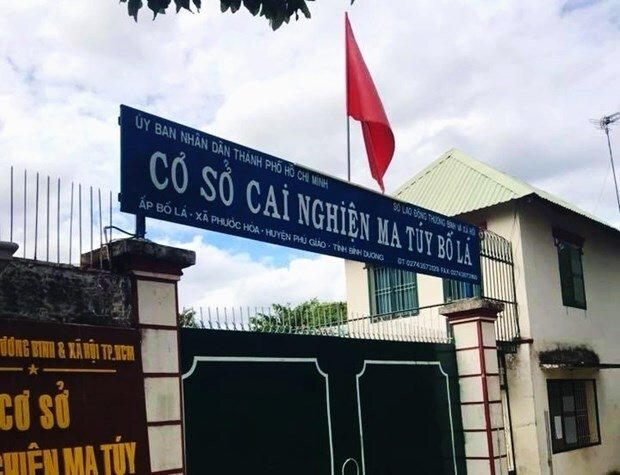 ỦY BAN NHÂN DÂN THÀNH PHỐ HỒ CHÍ MINH
SỞ LAO ĐỘNG THƯƠNG BINH VÀ XÃ HỘI
CƠ SỞ CAI NGHIỆN MA TÚY BỐ LÁ
ẤP BỐ LÁ - XÃ PHƯỚC HÒA - HUYỆN PHÚ GIÁO - TỈNH BÌNH DƯƠNG
ƯƠNG BINH & XÃ HỘI TP.HCM
CƠ SỞ
HIỆN MA TÚY